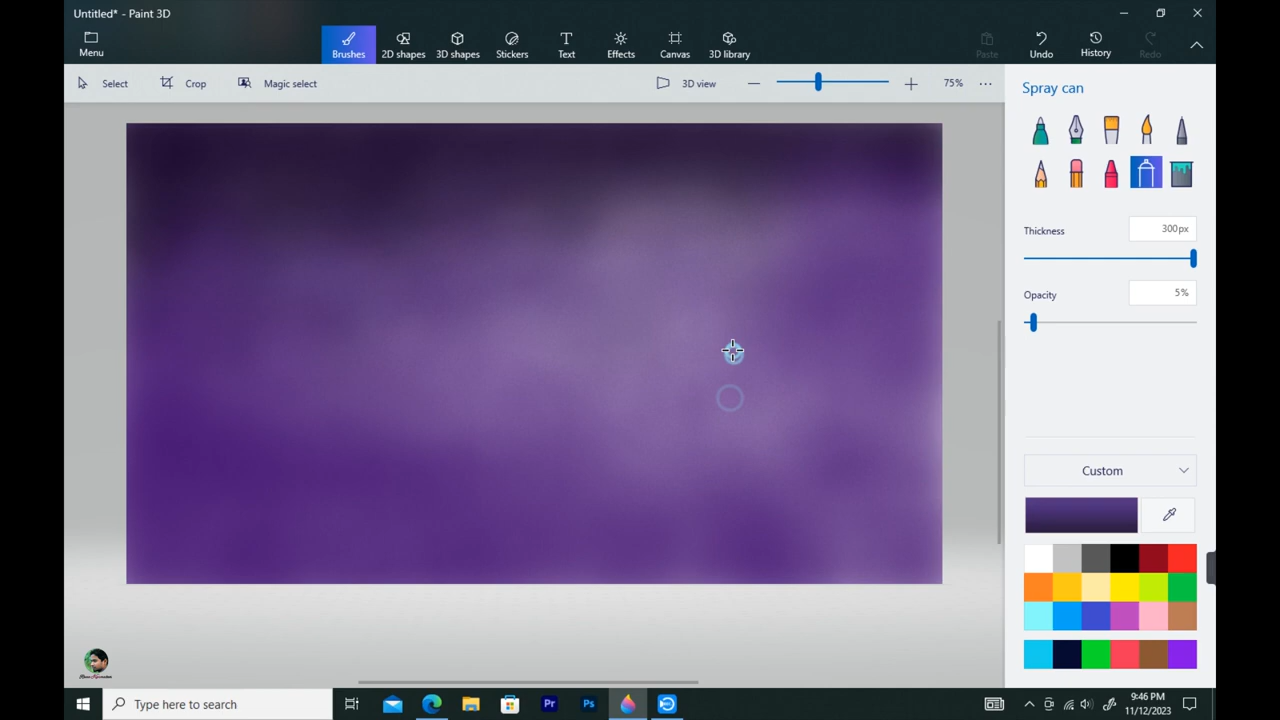 Untitled* - Paint 3D
Menu
Brushes
2D shapes
3D shapes
Stickers
Text
Effects
Canvas
3D library
Paste
Undo
History
Redo
Select
Crop
Magic select
3D view
75%
Spray can
Thickness
300px
Opacity
5%
Custom
Type here to search
Pr
Ps
9:46 PM
11/12/2023